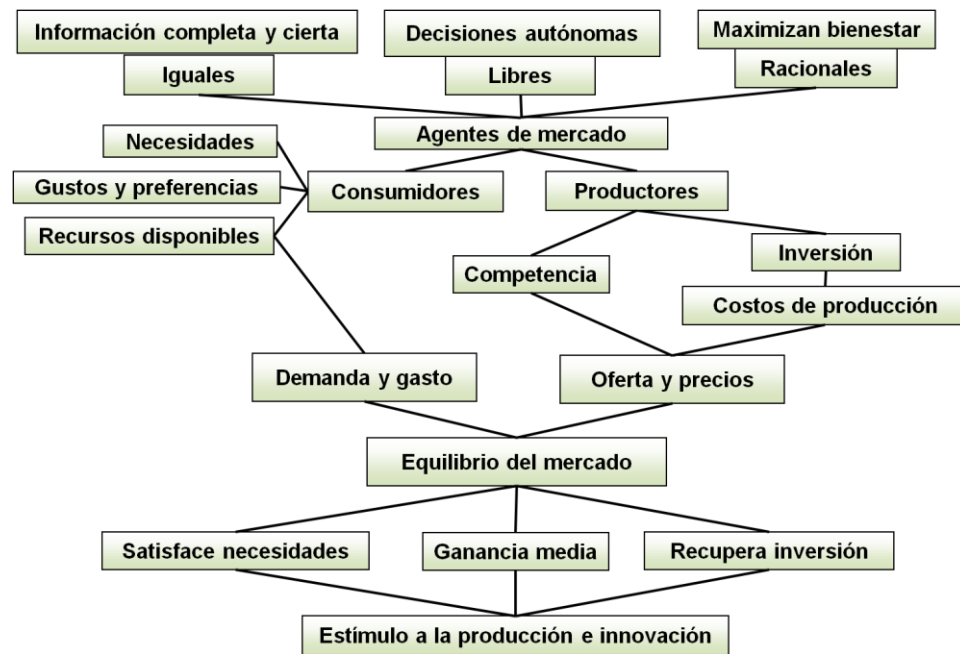 Información completa y cierta
Iguales
Decisiones autónomas
Libres
Maximizan bienestar
Racionales
Agentes de mercado
Necesidades
Gustos y preferencias
Recursos disponibles
Consumidores
Productores
Competencia
Inversión
Costos de producción
Demanda y gasto
Oferta y precios
Equilibrio del mercado
Satisface necesidades
Ganancia media
Recupera inversión
Estímulo a la producción e innovación